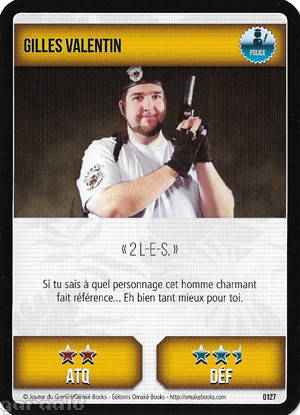 GILLES VALENTIN
POLICE
« 2 L-E-S. »
Si tu sais à quel personnage cet homme charmant
fait référence... Eh bien tant mieux pour toi.
ATQ
DÉF
© Joueur du Grenier/Omaké Books - Editions Omaké Books - http://omakebooks.com
0127